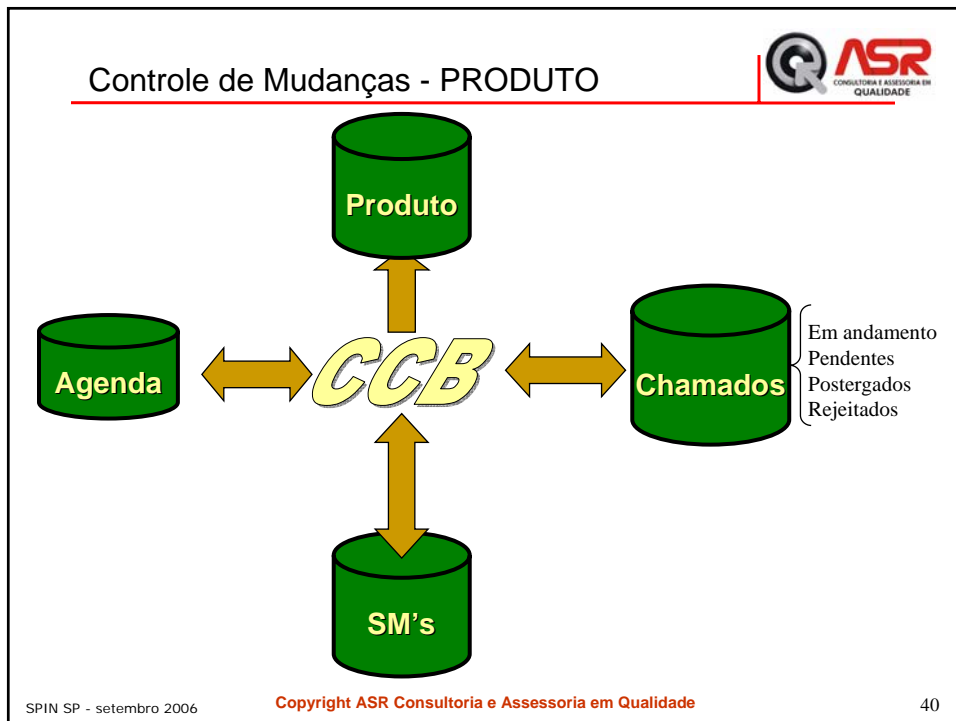 Controle de Mudanças - PRODUTO
ASR
CONSULTORIA E ASSESSORIA EM
QUALIDADE
Produto
Agenda
CCB
Chamados
Em andamento
Pendentes
Postergados
Rejeitados
SM's
SPIN SP - setembro 2006
Copyright ASR Consultoria e Assessoria em Qualidade
40